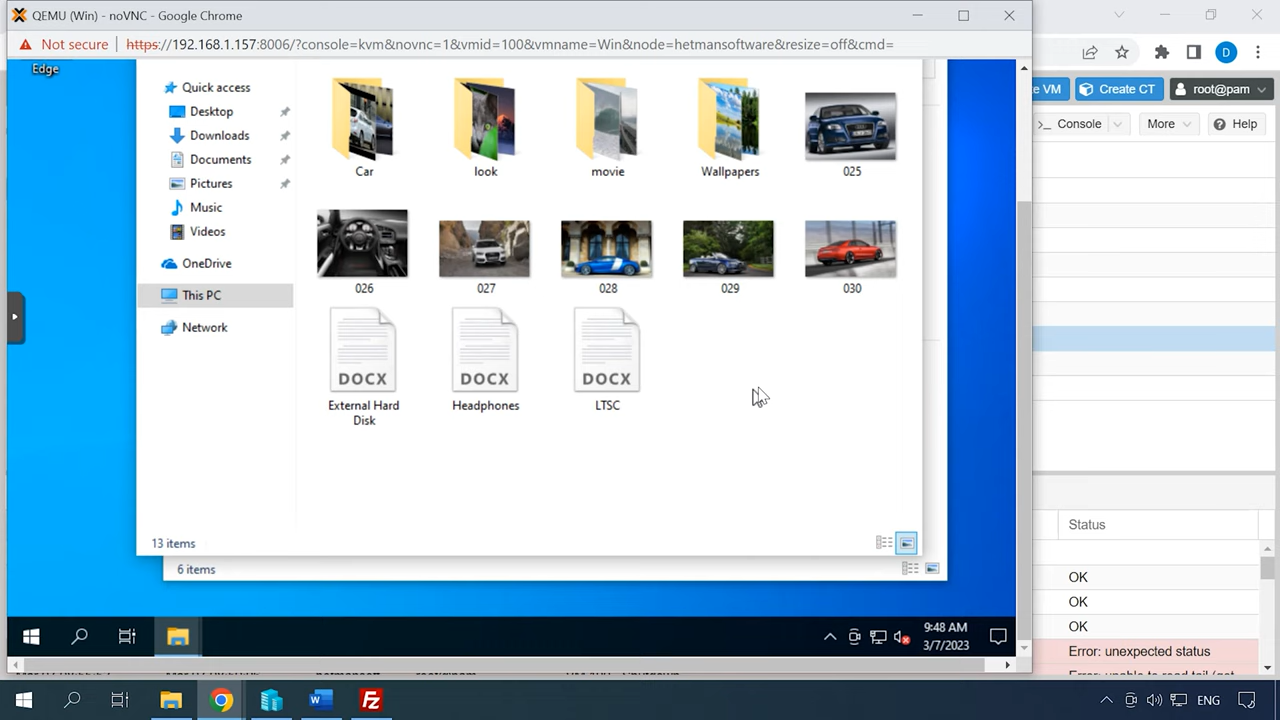 QEMU (Win) - noVNC - Google Chrome
Not secure
https://192.168.1.157:8006/?console=kvm&novnc=1&vmid=100&vmname=Win&node=hetmansoftware&resize=off&cmd=
D
Edge
Quick access
Desktop
Downloads
Documents
Pictures
Music
Videos
OneDrive
This PC
Network
Car
look
movie
Wallpapers
025
026
027
028
029
030
DOCX
DOCX
DOCX
External Hard
Disk
Headphones
LTSC
13 items
6 items
9:48 AM
3/7/2023
te VM
Create CT
root@pam
Console
More
Help
Status
OK
OK
OK
Error: unexpected status
W
Fz
ENG